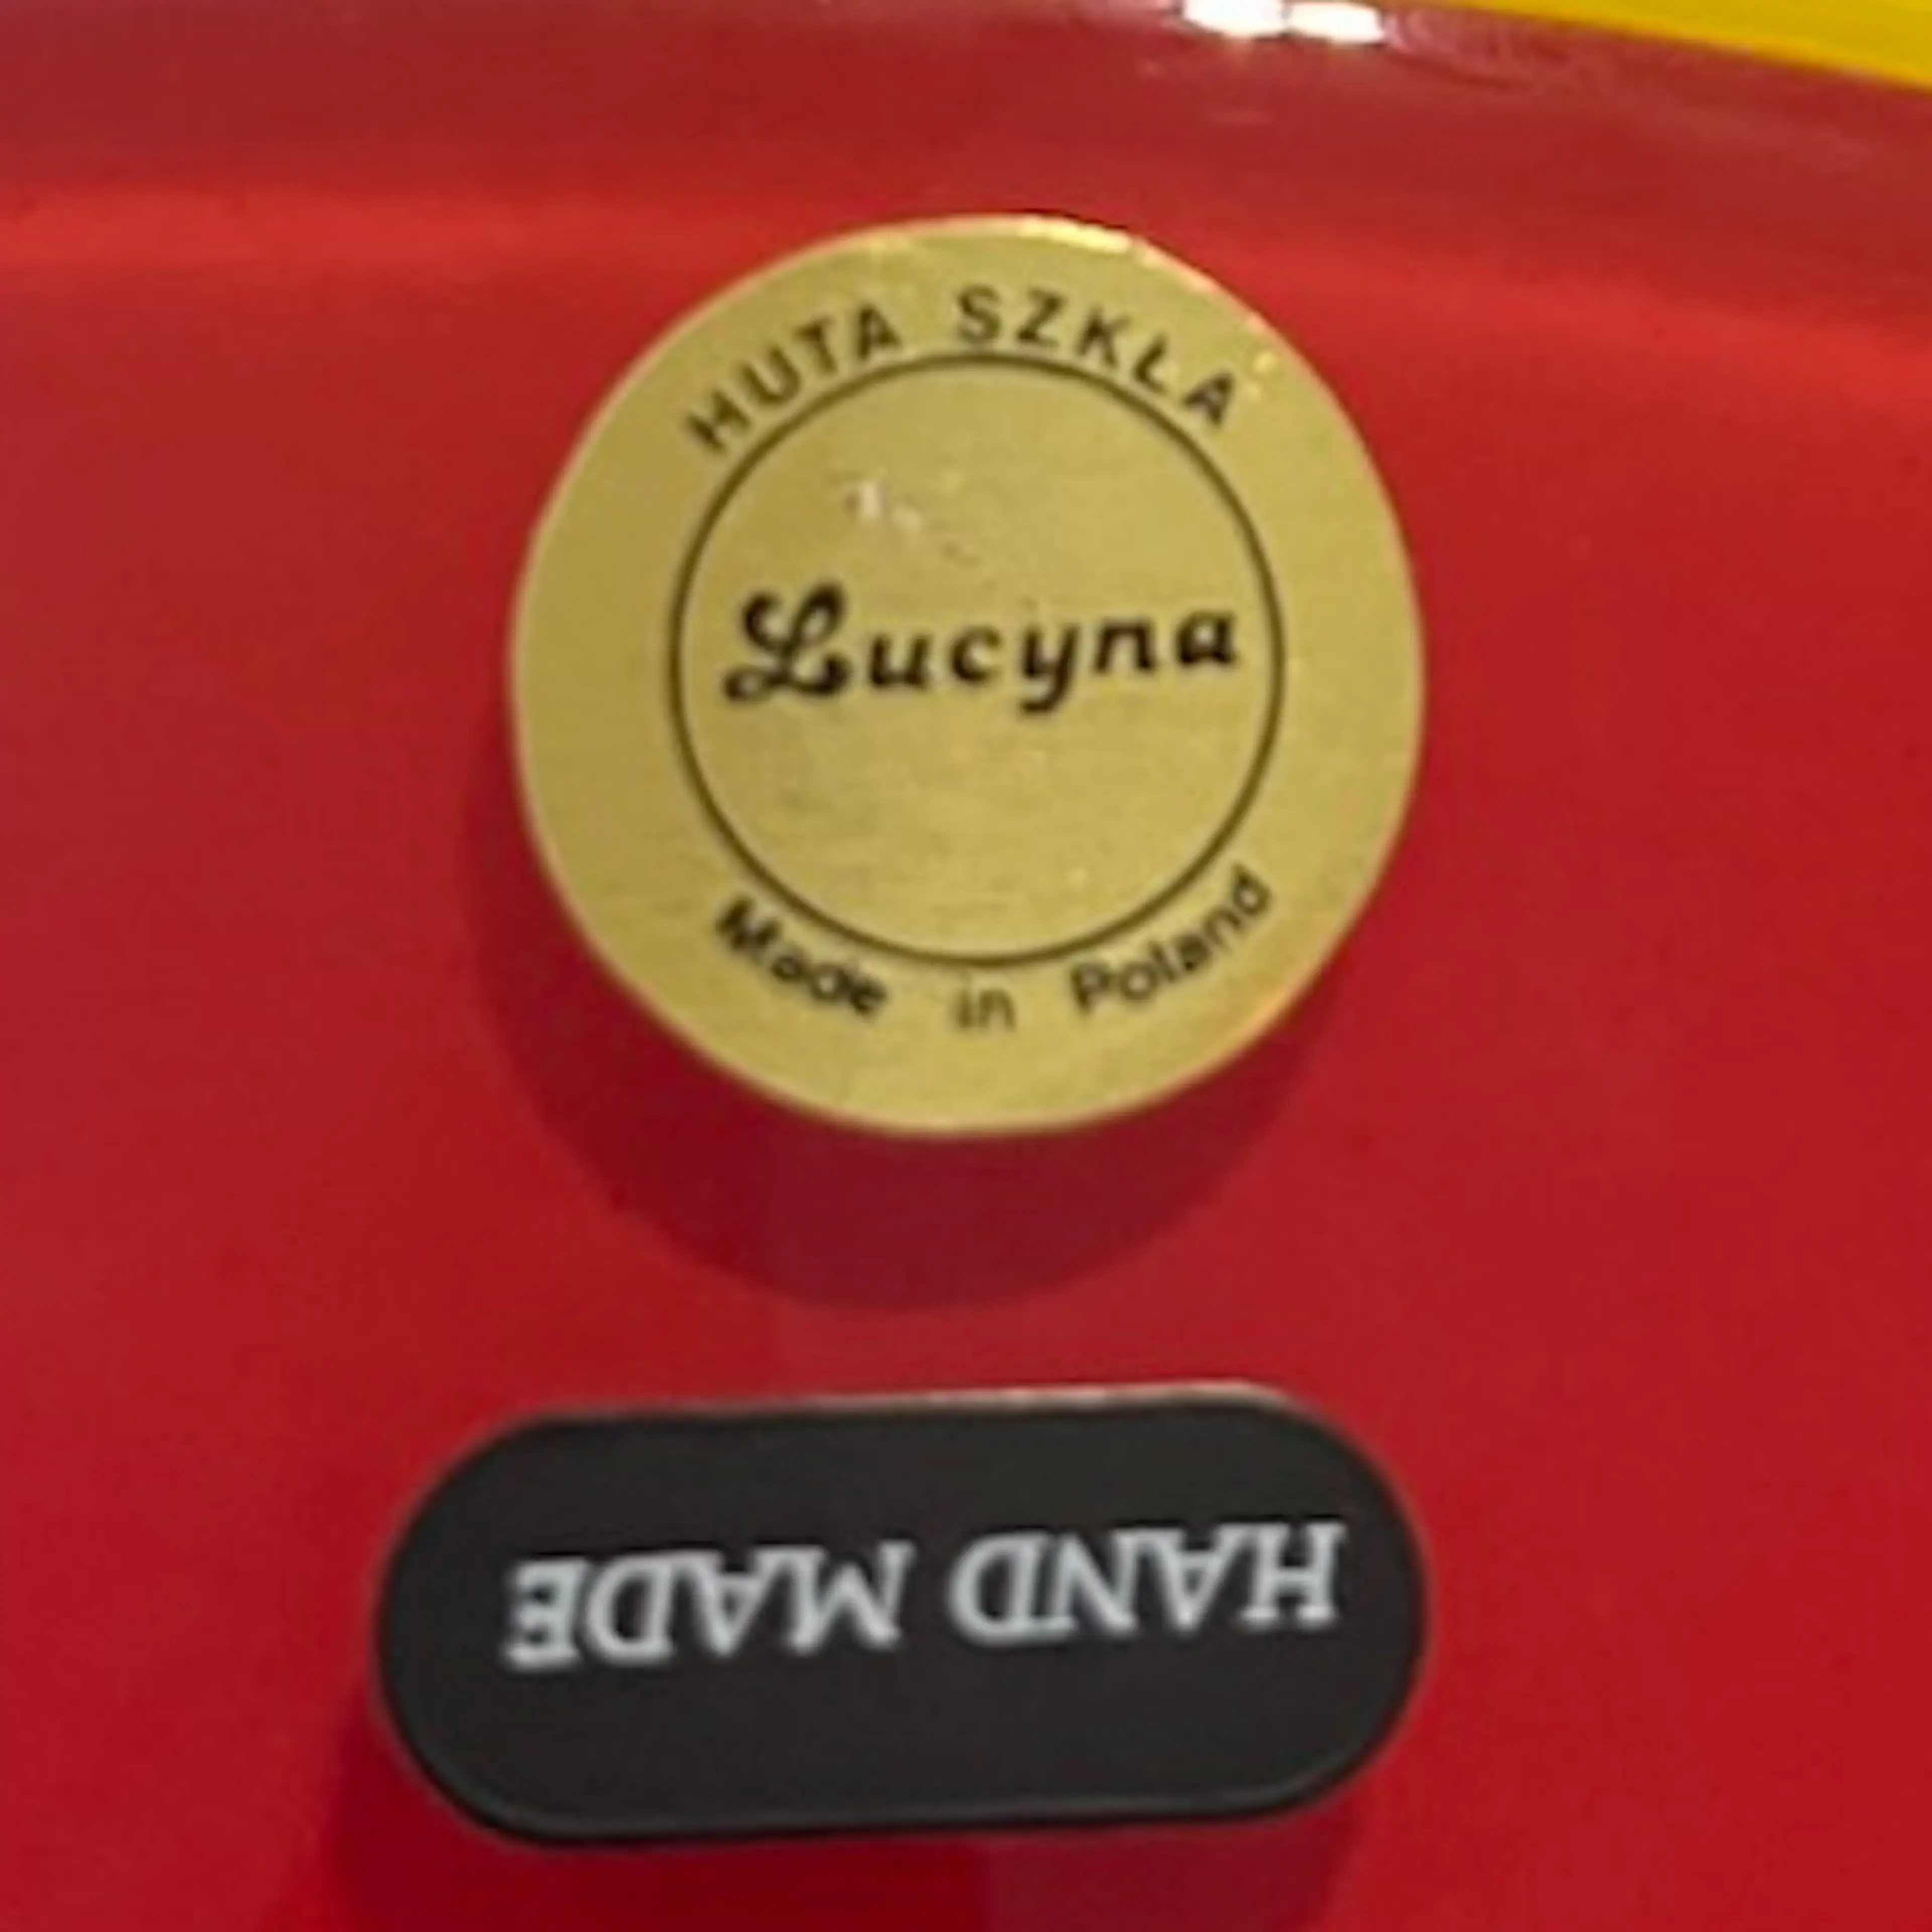 HUTA SZKŁA
Lucyna
Made in Poland
HAND MADE